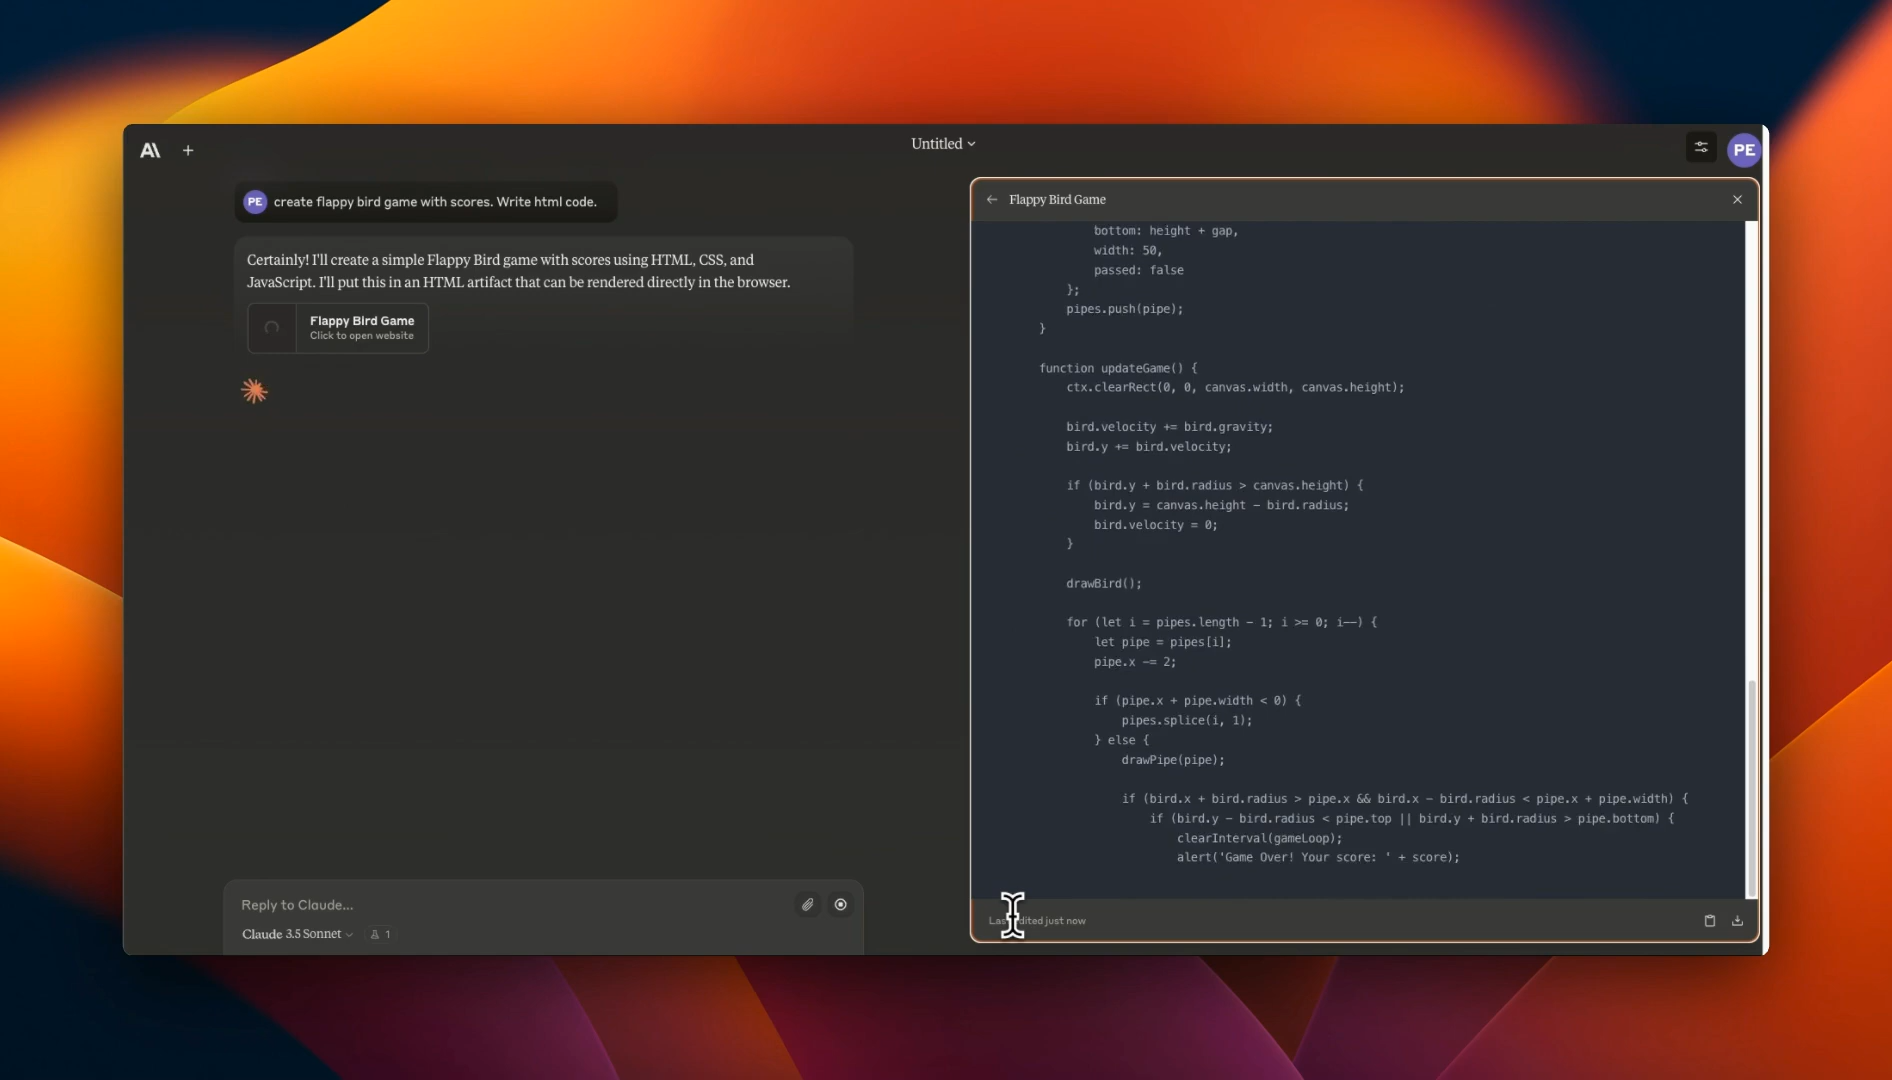 Untitled
PE
PE create flappy bird game with scores. Write html code.
Certainly! I'll create a simple Flappy Bird game with scores using HTML, CSS, and
JavaScript. I'll put this in an HTML artifact that can be rendered directly in the browser.
Flappy Bird Game
Click to open website
Reply to Claude...
Claude 3.5 Sonnet
1
Flappy Bird Game
bottom: height + gap,
width: 50,
passed: false
};
pipes.push(pipe);
}
function updateGame() {
ctx.clearRect(0, 0, canvas.width, canvas.height);
bird.velocity += bird.gravity;
bird.y += bird.velocity;
if (bird.y + bird.radius > canvas.height) {
bird.y = canvas.height - bird.radius;
bird.velocity = 0;
}
drawBird();
for (let i = pipes.length - 1; i >= 0; i--) {
let pipe = pipes[i];
pipe.x -= 2;
if (pipe.x + pipe.width < 0) {
pipes.splice(i, 1);
} else {
drawPipe(pipe);
if (bird.x + bird.radius > pipe.x && bird.x - bird.radius < pipe.x + pipe.width) {
if (bird.y - bird.radius < pipe.top || bird.y + bird.radius > pipe.bottom) {
clearInterval(gameLoop);
alert('Game Over! Your score: ' + score);
Last edited just now